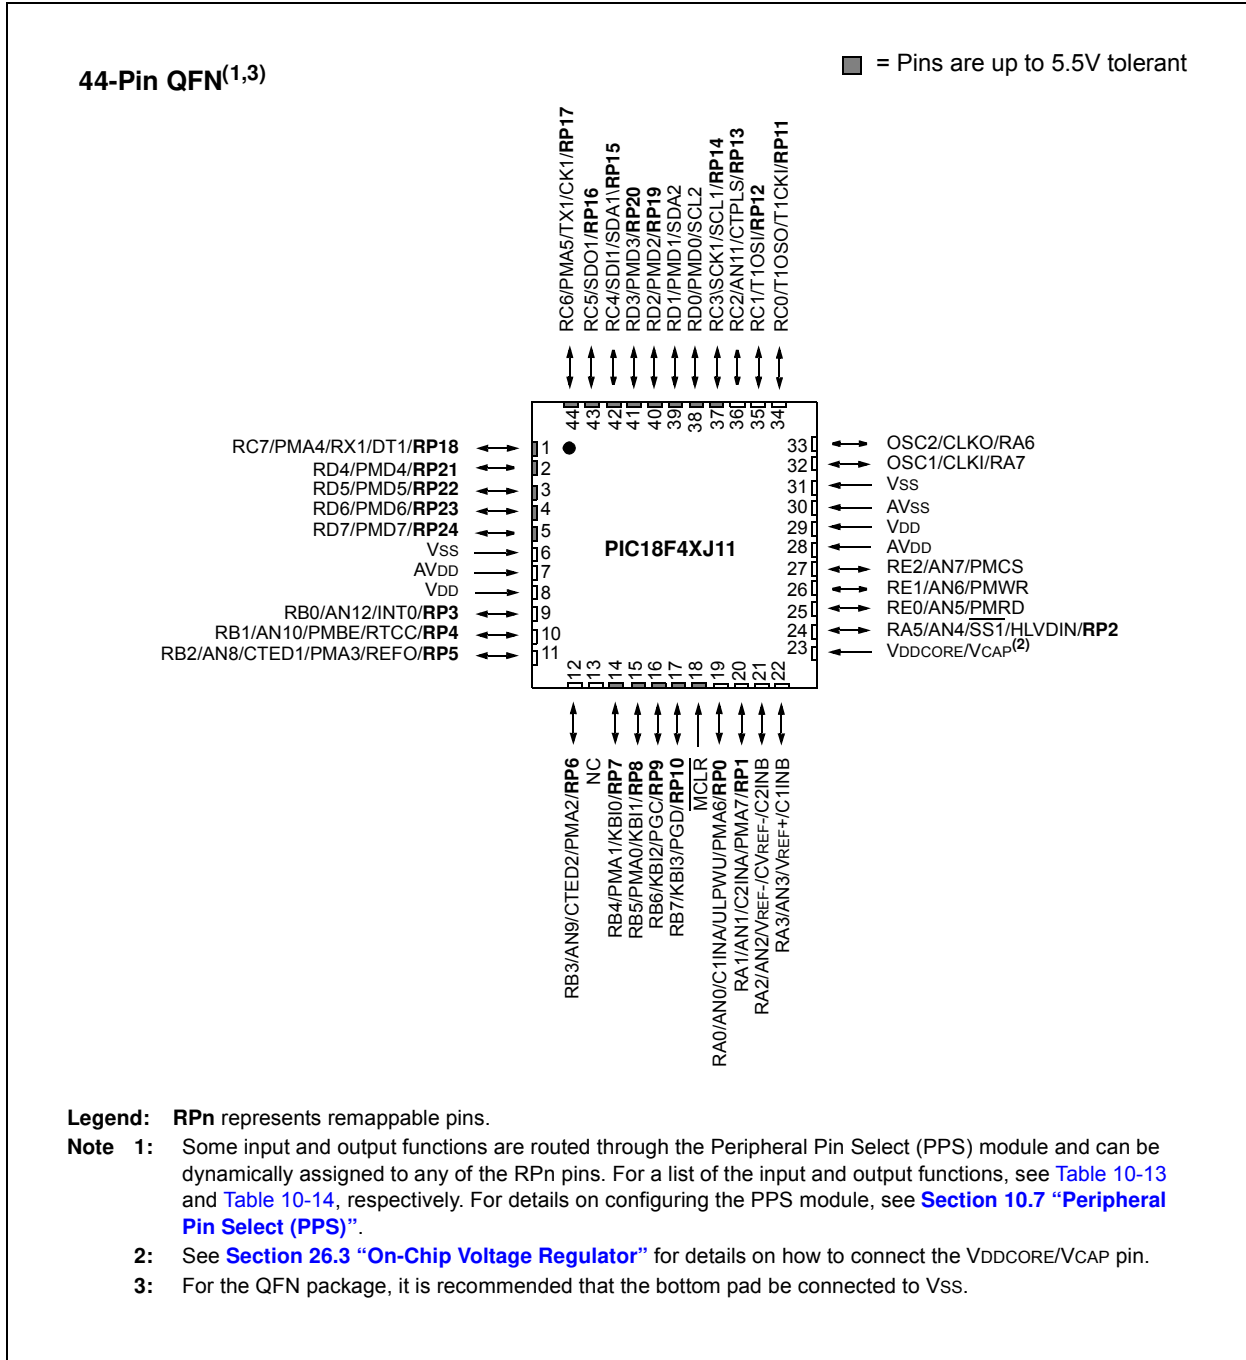 44-Pin QFN(1,3)
= Pins are up to 5.5V tolerant
RC6/PMA5/TX1/CK1/RP17
RC5/SDO1/RP16
RC4/SDI1/SDA1\RP15
RD3/PMD3/RP20
RD2/PMD2/RP19
RD1/PMD1/SDA2
RD0/PMD0/SCL2
RC3\SCK1/SCL1/RP14
RC2/AN11/CTPLS/RP13
RC1/T1OSI/RP12
RC0/T1OSO/T1CKI/RP11
44
43
42
41
40
39
38
37
36
35
34
RC7/PMA4/RX1/DT1/RP18 1
RD4/PMD4/RP21 2
RD5/PMD5/RP22 3
RD6/PMD6/RP23 4
RD7/PMD7/RP24 5
VSS 6
AVDD 7
VDD 8
RB0/AN12/INT0/RP3 9
RB1/AN10/PMBE/RTCC/RP4 10
RB2/AN8/CTED1/PMA3/REFO/RP5 11
PIC18F4XJ11
33 OSC2/CLKO/RA6
32 OSC1/CLKI/RA7
31 VSS
30 AVSS
29 VDD
28 AVDD
27 RE2/AN7/PMCS
26 RE1/AN6/PMWR
25 RE0/AN5/PMRD
24 RA5/AN4/SS1/HLVDIN/RP2
23 VDDCORE/VCAP(2)
12
13
14
15
16
17
18
19
20
21
22
RB3/AN9/CTED2/PMA2/RP6
NC
RB4/PMA1/KBI0/RP7
RB5/PMA0/KBI1/RP8
RB6/KBI2/PGC/RP9
RB7/KBI3/PGD/RP10
MCLR
RA0/AN0/C1INA/ULPWU/PMA6/RP0
RA1/AN1/C2INA/PMA7/RP1
RA2/AN2/VREF-/CVREF-/C2INB
RA3/AN3/VREF+/C1INB
Legend: RPn represents remappable pins.
Note 1: Some input and output functions are routed through the Peripheral Pin Select (PPS) module and can be
dynamically assigned to any of the RPn pins. For a list of the input and output functions, see Table 10-13
and Table 10-14, respectively. For details on configuring the PPS module, see Section 10.7 “Peripheral
Pin Select (PPS)”.
2: See Section 26.3 “On-Chip Voltage Regulator” for details on how to connect the VDDCORE/VCAP pin.
3: For the QFN package, it is recommended that the bottom pad be connected to VSS.